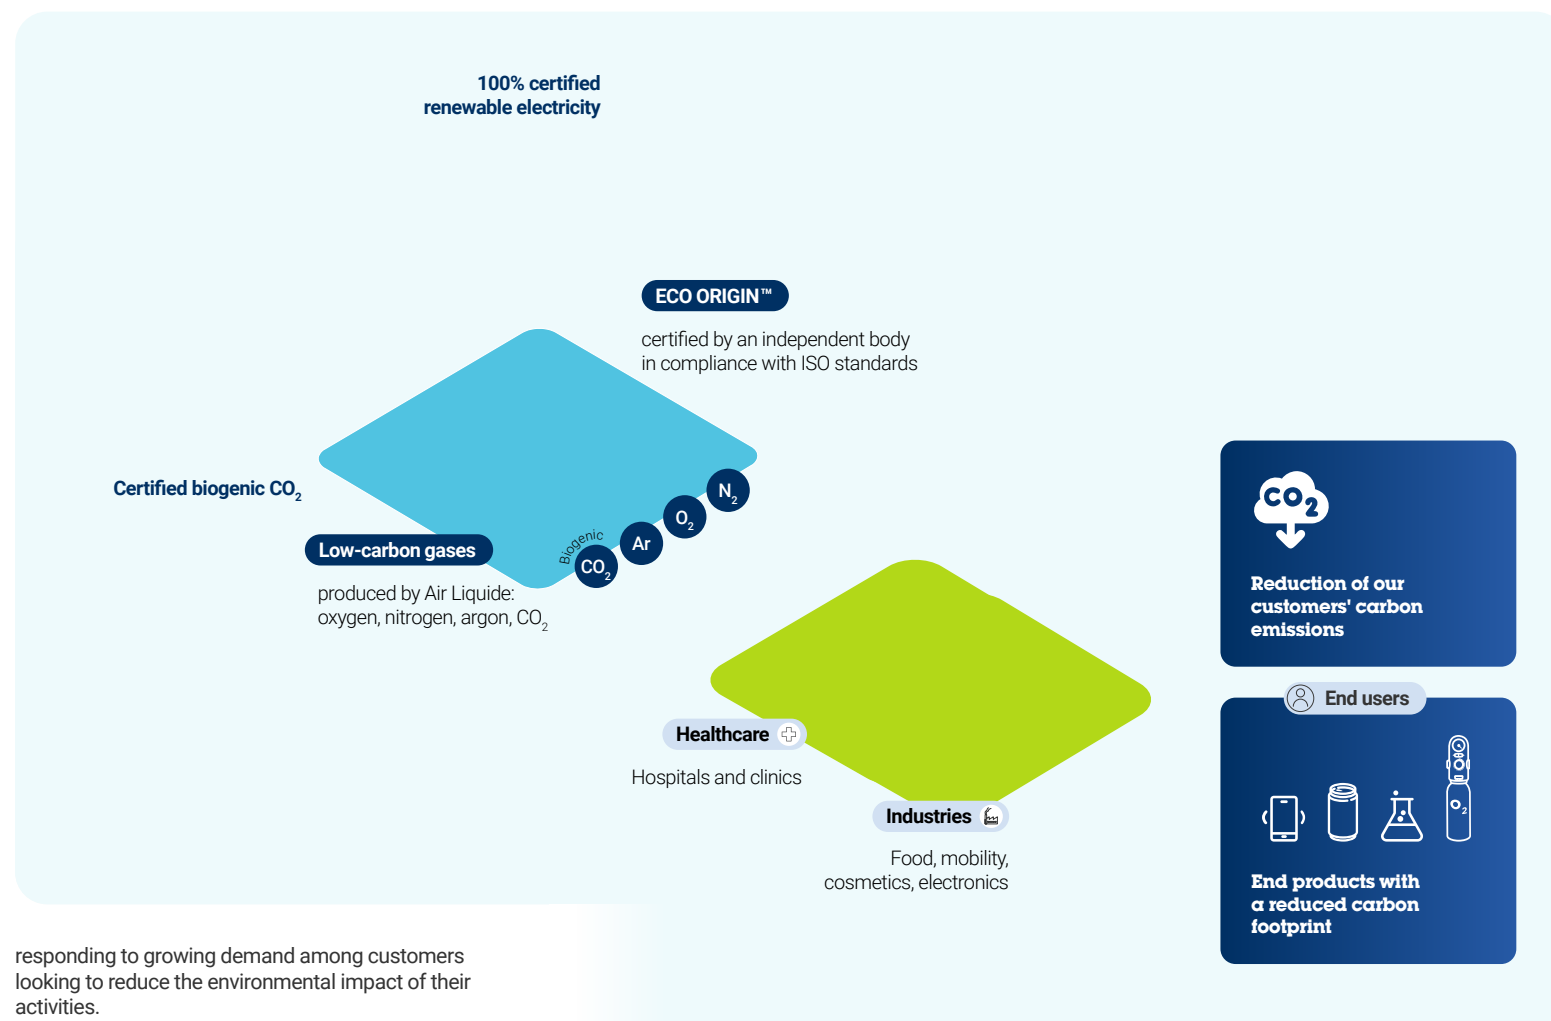 100% certified
renewable electricity
ECO ORIGIN™
certified by an independent body
in compliance with ISO standards
Certified biogenic CO₂
Low-carbon gases
produced by Air Liquide:
oxygen, nitrogen, argon, CO₂
Biogenic
CO₂
Ar
O₂
N₂
Healthcare
Hospitals and clinics
Industries
Food, mobility,
cosmetics, electronics
CO₂
Reduction of our
customers' carbon
emissions
End users
O₂
End products with
a reduced carbon
footprint
responding to growing demand among customers
looking to reduce the environmental impact of their
activities.